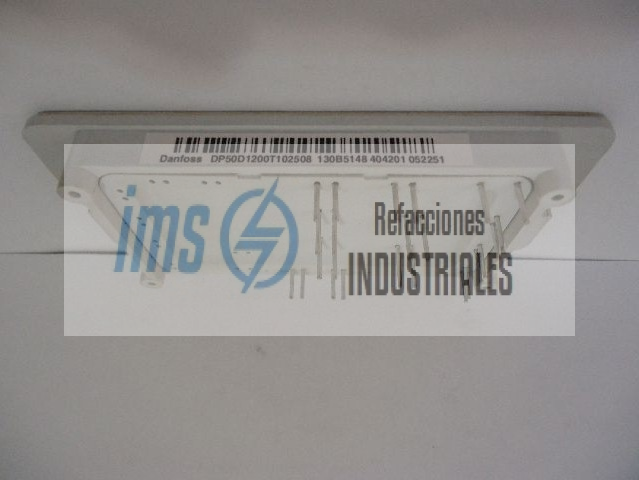 Danfoss DP50D1200T102508 130B5148 404201 052251
ims Refacciones
INDUSTRIALES